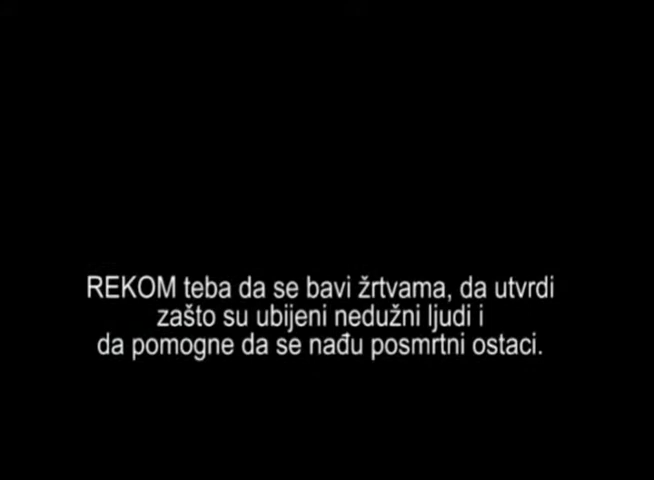 REKOM teba da se bavi žrtvama, da utvrdi
zašto su ubijeni nedužni ljudi i
da pomogne da se nađu posmrtni ostaci.